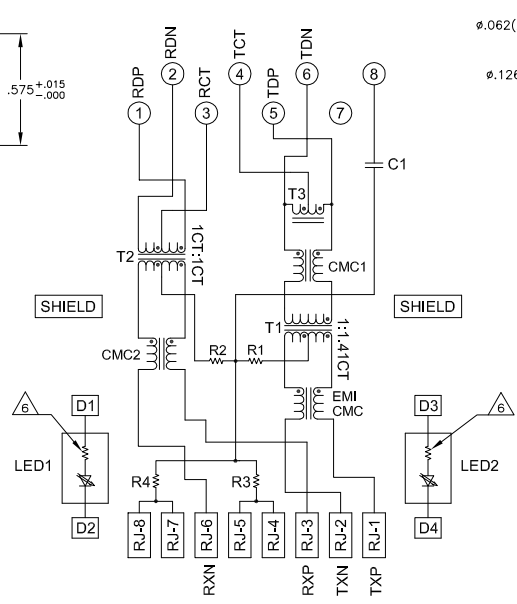 ø.062(
ø.126
.575 +.015
-.000
RDP
RDN
RCT
TCT
TDP
TDN
1
2
3
4
5
6
7
8
C1
T3
T2
1CT:1CT
CMC1
T1
1:1.41CT
SHIELD
SHIELD
CMC2
R2
R1
EMI
CMC
6
D1
LED1
D2
6
D3
LED2
D4
R4
R3
RJ-8
RJ-7
RJ-6
RJ-5
RJ-4
RJ-3
RJ-2
RJ-1
RXN
RXP
TXN
TXP